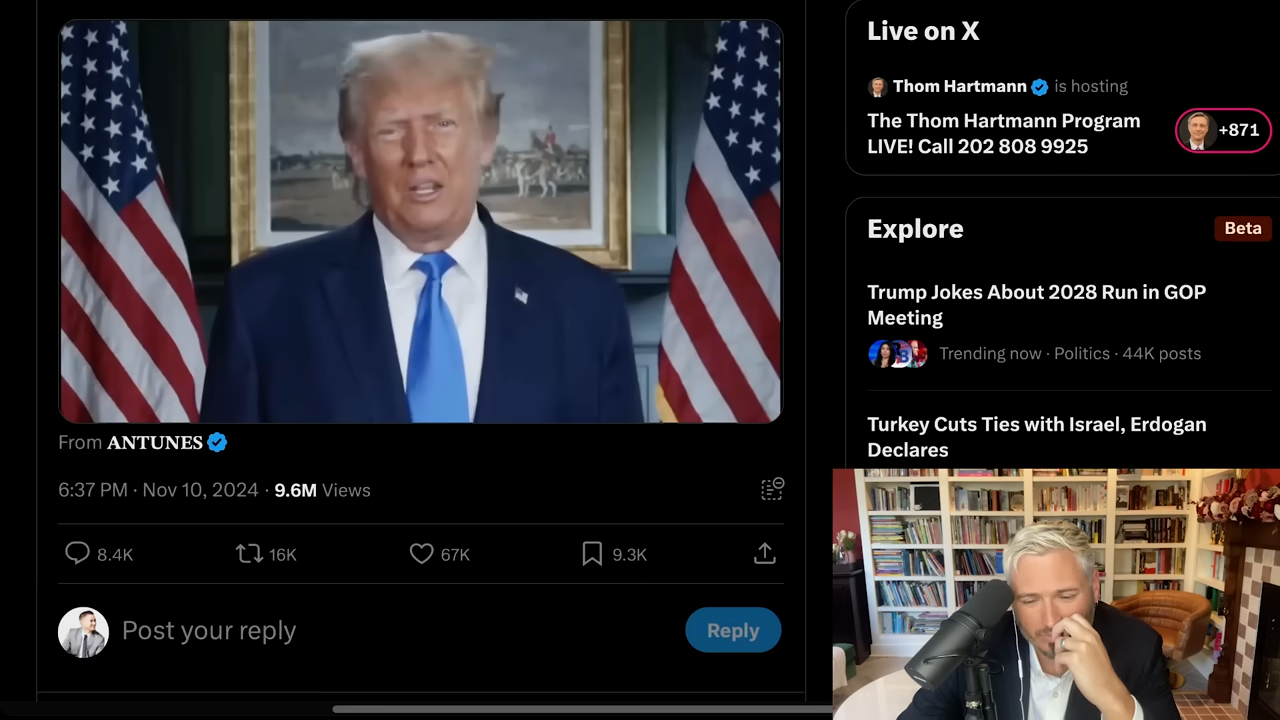 From ANTUNES
6:37 PM · Nov 10, 2024 · 9.6M Views
8.4K
16K
67K
9.3K
Post your reply
Reply
Live on X
Thom Hartmann is hosting
The Thom Hartmann Program
LIVE! Call 202 808 9925
+871
Explore
Beta
Trump Jokes About 2028 Run in GOP
Meeting
Trending now · Politics · 44K posts
Turkey Cuts Ties with Israel, Erdogan
Declares